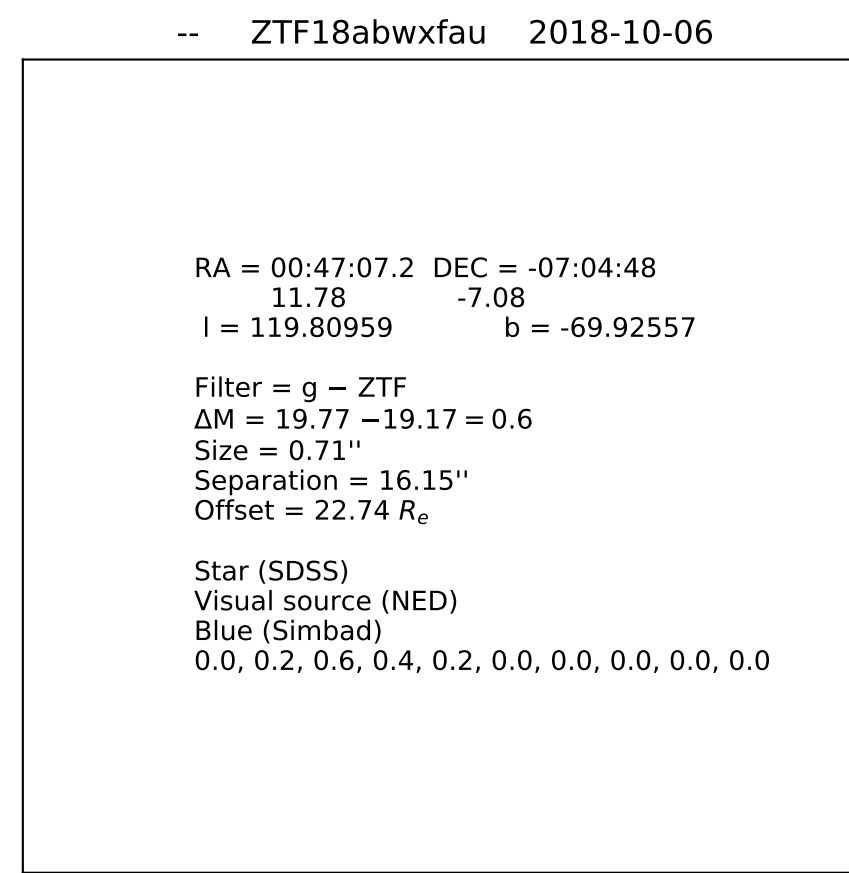 -- ZTF18abwxfau 2018-10-06
RA = 00:47:07.2 DEC = -07:04:48
11.78 -7.08
l = 119.80959 b = -69.92557
Filter = g − ZTF
ΔM = 19.77 −19.17 = 0.6
Size = 0.71''
Separation = 16.15''
Offset = 22.74 Re
Star (SDSS)
Visual source (NED)
Blue (Simbad)
0.0, 0.2, 0.6, 0.4, 0.2, 0.0, 0.0, 0.0, 0.0, 0.0